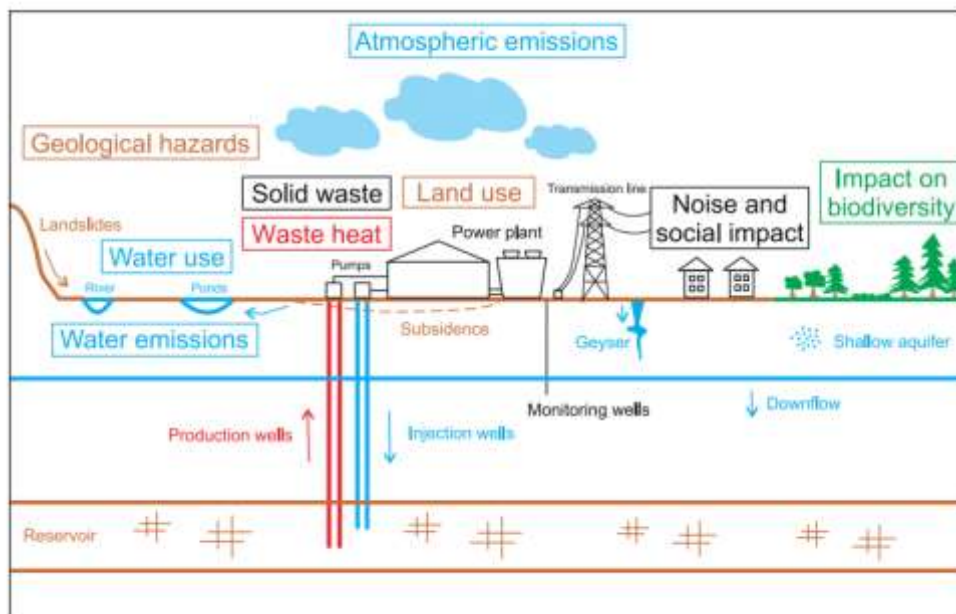 Atmospheric emissions
Geological hazards
Solid waste
Land use
Transmission line
Impact on
biodiversity
Noise and
social impact
Landslides
Waste heat
Power plant
Water use
Pumps
River
Ponds
Water emissions
Subsidence
Geyser
Shallow aquifer
Monitoring wells
Downflow
Production wells
Injection wells
Reservoir